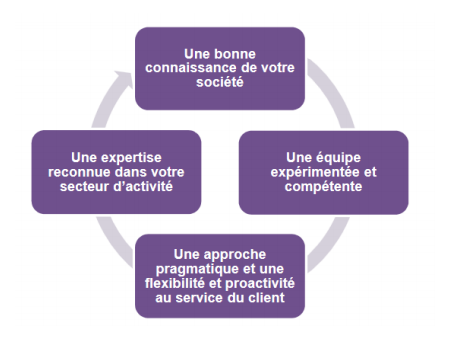 Une bonne
connaissance de votre
société
Une expertise
reconnue dans votre
secteur d'activité
Une équipe
expérimentée et
compétente
Une approche
pragmatique et une
flexibilité et proactivité
au service du client